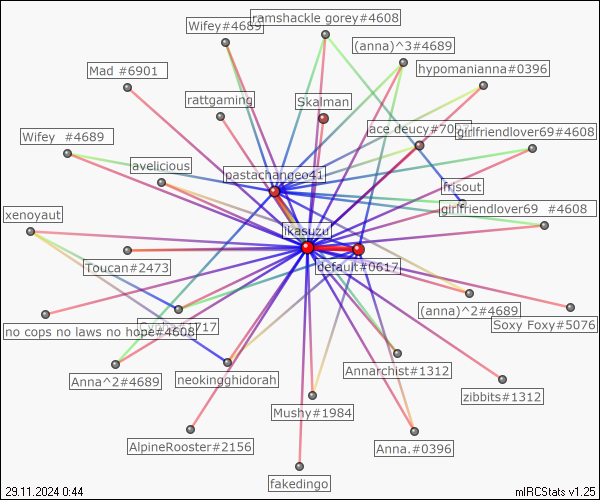 ramshackle gorey#4608
Wifey#4689
(anna)^3#4689
Mad #6901
hypomanianna#0396
rattgaming
Skalman
ace deucy#70
girlfriendlover69#4608
Wifey #4689
avelicious
pastachangeo41
frisout
girlfriendlover69 #4608
xenoyaut
ikasuzu
Toucan#2473
default#0617
(anna)^2#4689
Soxy Foxy#5076
no cops no laws no hope#4608
1717
Annarchist#1312
Anna^2#4689
neokingghidorah
zibbits#1312
Mushy#1984
AlpineRooster#2156
Anna.#0396
fakedingo
29.11.2024 0:44
mIRCStats v1.25